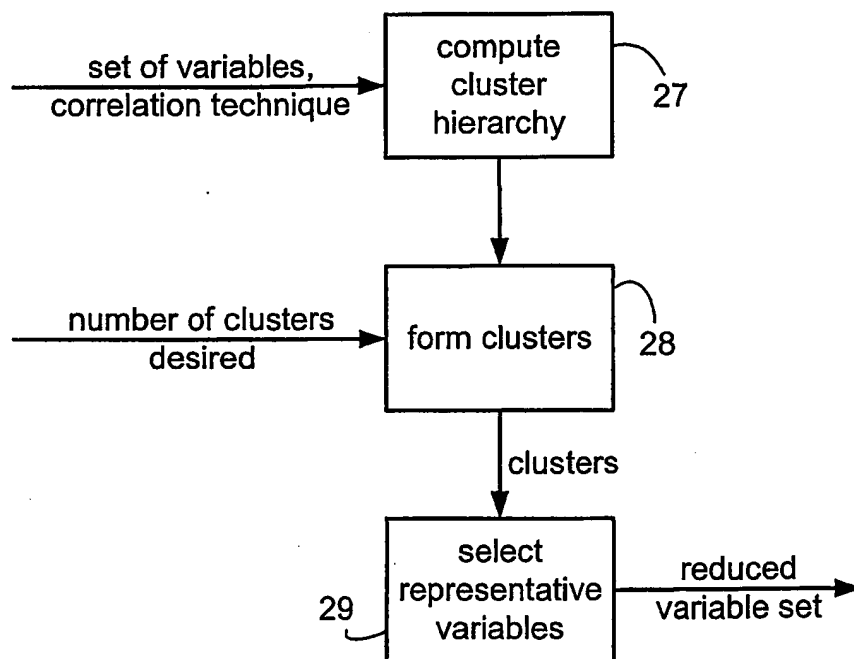 set of variables,
correlation technique
compute
cluster
hierarchy
27
number of clusters
desired
form clusters
28
clusters
select
representative
variables
29
reduced
variable set